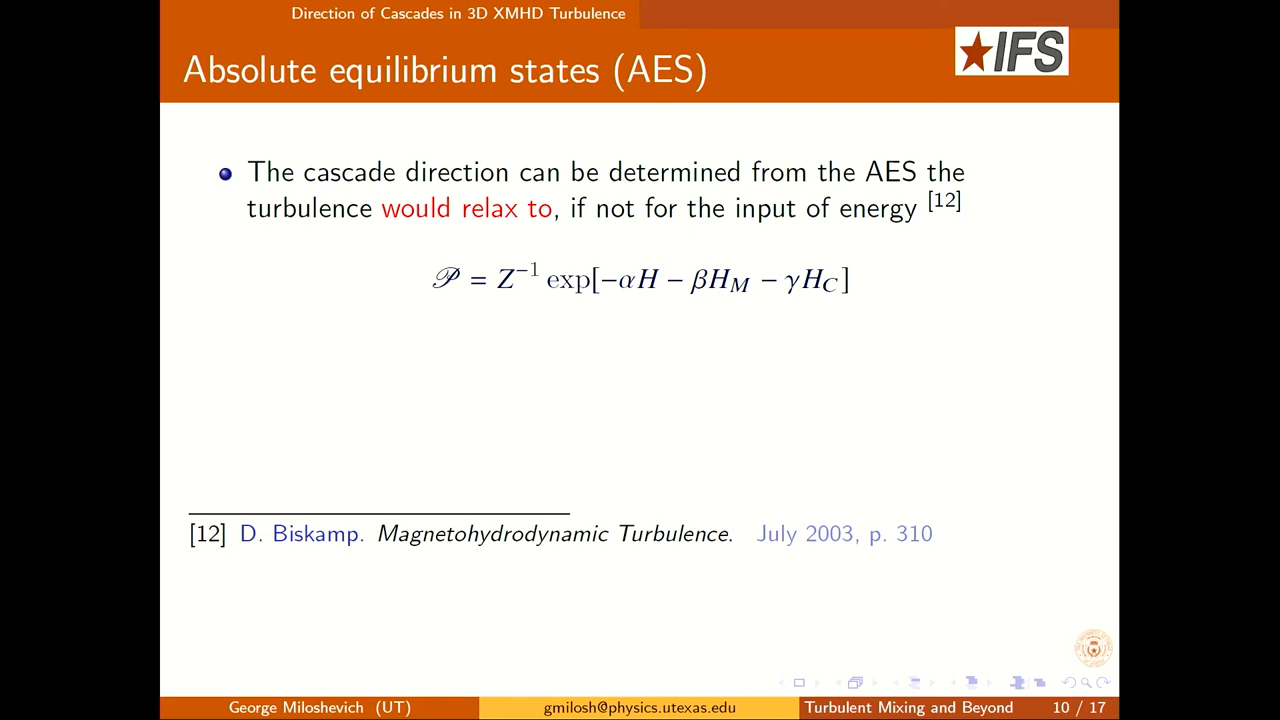 Direction of Cascades in 3D XMHD Turbulence
Absolute equilibrium states (AES)
IFS
The cascade direction can be determined from the AES the
turbulence would relax to, if not for the input of energy [12]
𝒫 = Z⁻¹ exp[−αH − βH_M − γH_C]
[12] D. Biskamp. Magnetohydrodynamic Turbulence. July 2003, p. 310
George Miloshevich (UT) gmilosh@physics.utexas.edu Turbulent Mixing and Beyond 10 / 17